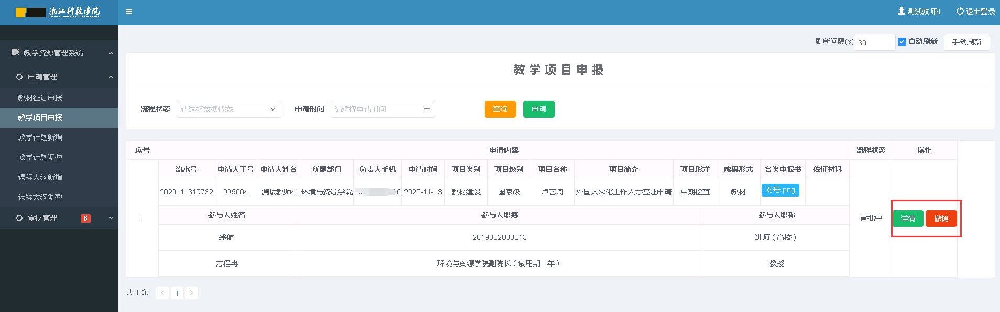 浙江科技学院
测试教师4 退出登录
刷新间隔(s) 30 自动刷新 手动刷新
教学资源管理系统
申请管理
教材征订申报
教学项目申报
教学计划新增
教学计划调整
课程大纲新增
课程大纲调整
审批管理 6
教学项目申报
流程状态 请选择数据状态 申请时间 请选择申请时间 查询 申请
序号 申请内容 流程状态 操作
流水号 申请人工号 申请人姓名 所属部门 负责人手机 申请时间 项目类别 项目级别 项目名称 项目简介 项目形式 成果形式 各类申报书 佐证材料
2020111315732 999004 测试教师4 环境与资源学院 2020-11-13 教材建设 国家级 卢艺舟 外国人来化工作人才签证申请 中期检查 教材 对号.png
参与人姓名 参与人职务 参与人职称
1 审批中 详情 撤销
裘航 2019082800013 讲师（高校）
方程冉 环境与资源学院副院长（试用期一年） 教授
共 1 条 1